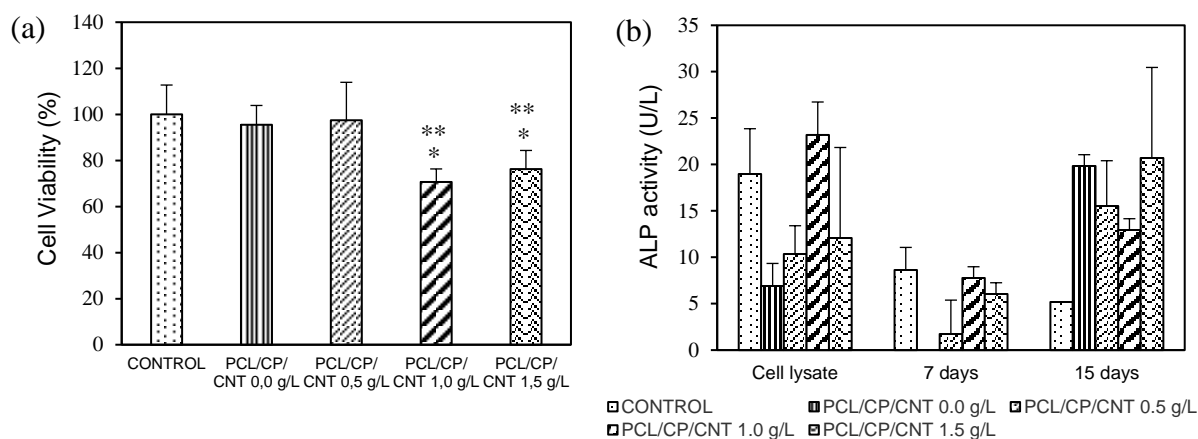 (a)
Cell Viability (%)
140
120
100
80
60
40
20
0
**
*
**
*
CONTROL
PCL/CP/
CNT 0,0 g/L
PCL/CP/
CNT 0,5 g/L
PCL/CP/
CNT 1,0 g/L
PCL/CP/
CNT 1,5 g/L
(b)
ALP activity (U/L)
35
30
25
20
15
10
5
0
Cell lysate
7 days
15 days
CONTROL
PCL/CP/CNT 0.0 g/L
PCL/CP/CNT 0.5 g/L
PCL/CP/CNT 1.0 g/L
PCL/CP/CNT 1.5 g/L